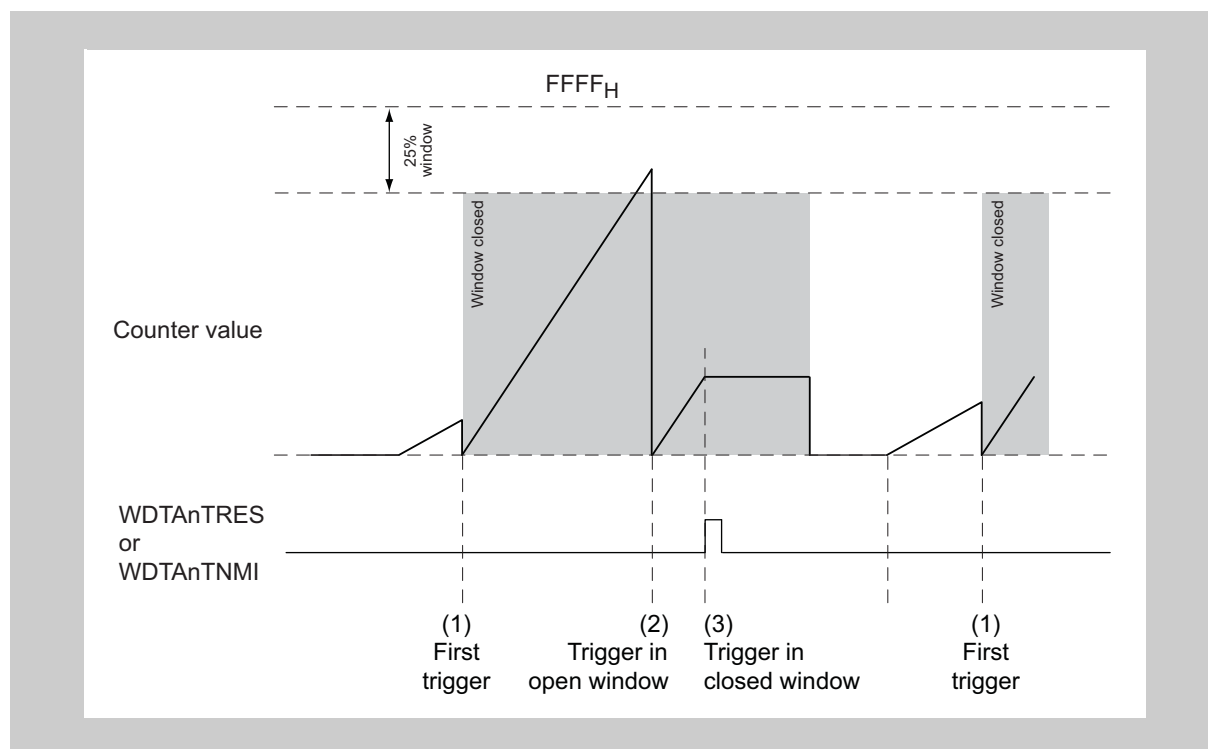 FFFFH
25%
window
Window closed
Window closed
Counter value
WDTAnTRES
or
WDTAnTNMI
(1)
First
trigger
(2)
Trigger in
open window
(3)
Trigger in
closed window
(1)
First
trigger